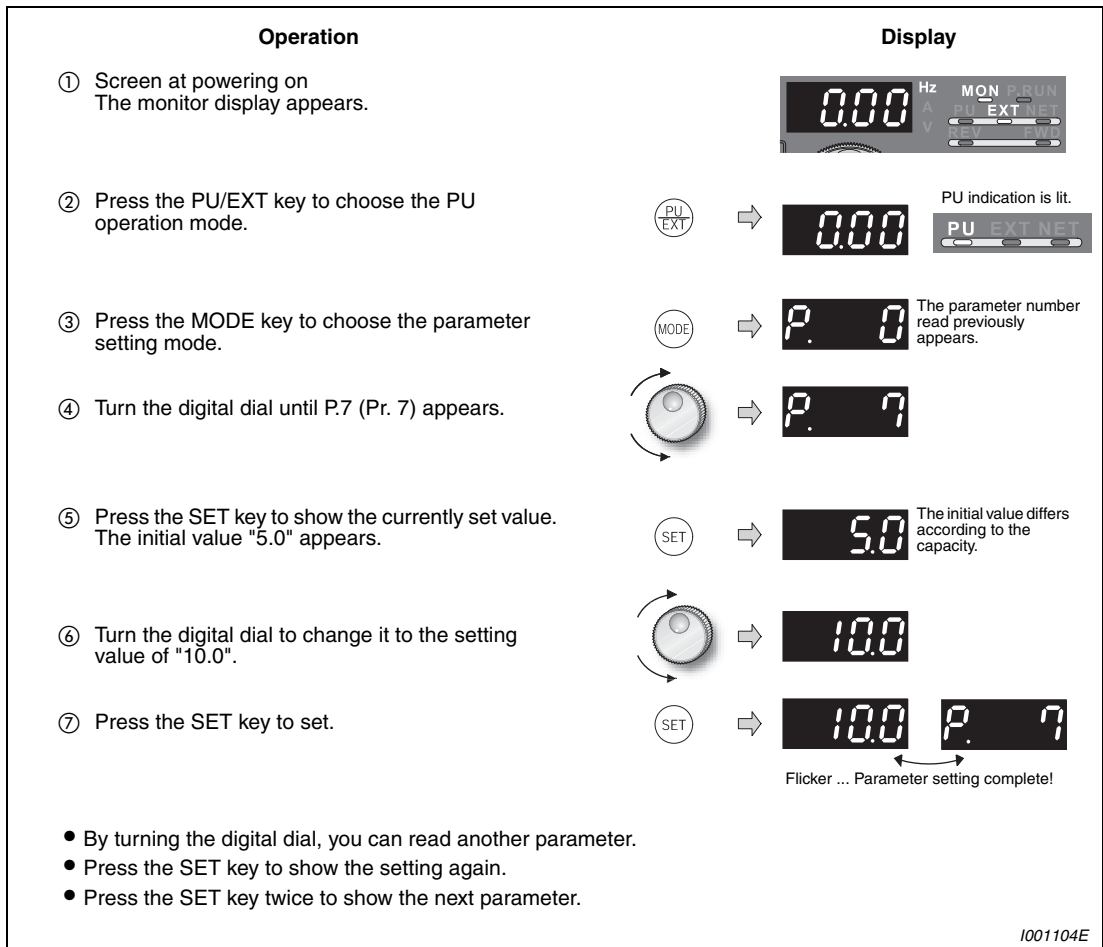 Operation
Display
① Screen at powering on
The monitor display appears.
0.00
Hz
A
V
MON P.RUN
PU EXT NET
REV FWD
② Press the PU/EXT key to choose the PU
operation mode.
PU
EXT
0.00
PU indication is lit.
PU EXT NET
③ Press the MODE key to choose the parameter
setting mode.
MODE
P. 0
The parameter number
read previously
appears.
④ Turn the digital dial until P.7 (Pr. 7) appears.
P. 7
⑤ Press the SET key to show the currently set value.
The initial value "5.0" appears.
SET
5.0
The initial value differs
according to the
capacity.
⑥ Turn the digital dial to change it to the setting
value of "10.0".
10.0
⑦ Press the SET key to set.
SET
10.0
P. 7
Flicker ... Parameter setting complete!
• By turning the digital dial, you can read another parameter.
• Press the SET key to show the setting again.
• Press the SET key twice to show the next parameter.
I001104E